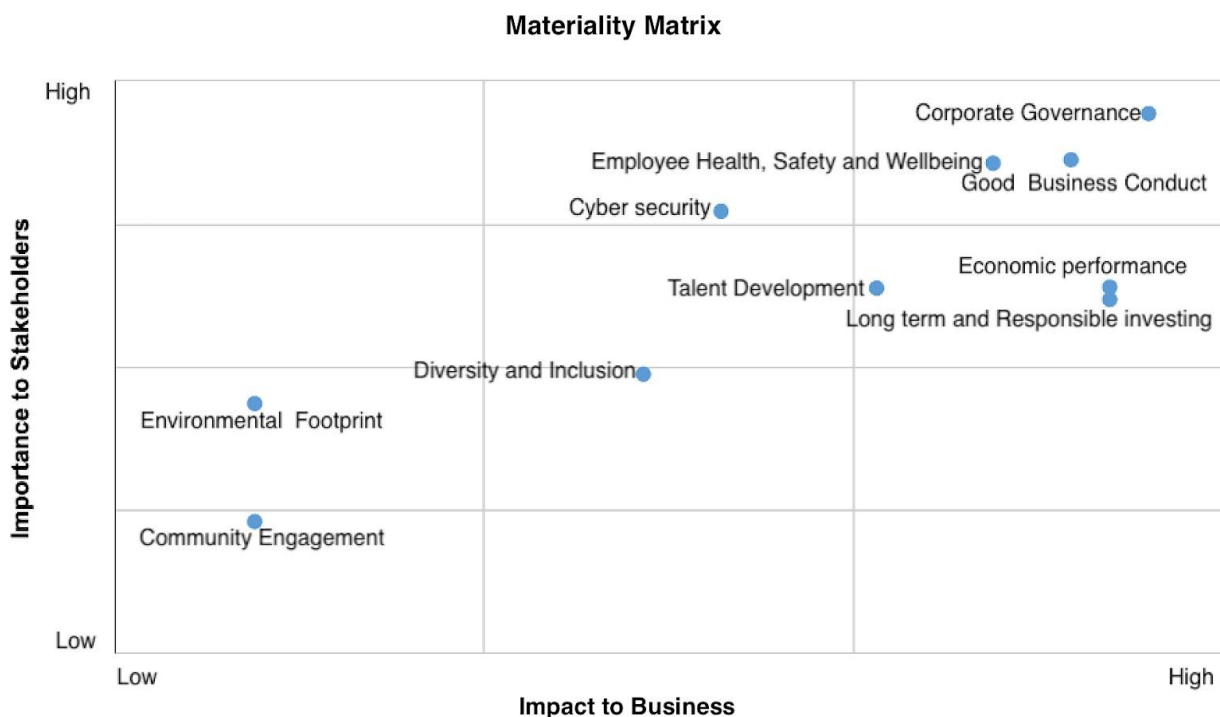 Materiality Matrix
High
Corporate Governance
Employee Health, Safety and Wellbeing
Good  Business Conduct
Cyber security
Economic performance
Talent Development
Long term and Responsible investing
Diversity and Inclusion
Environmental  Footprint
Community Engagement
Importance to Stakeholders
Low
Low
High
Impact to Business